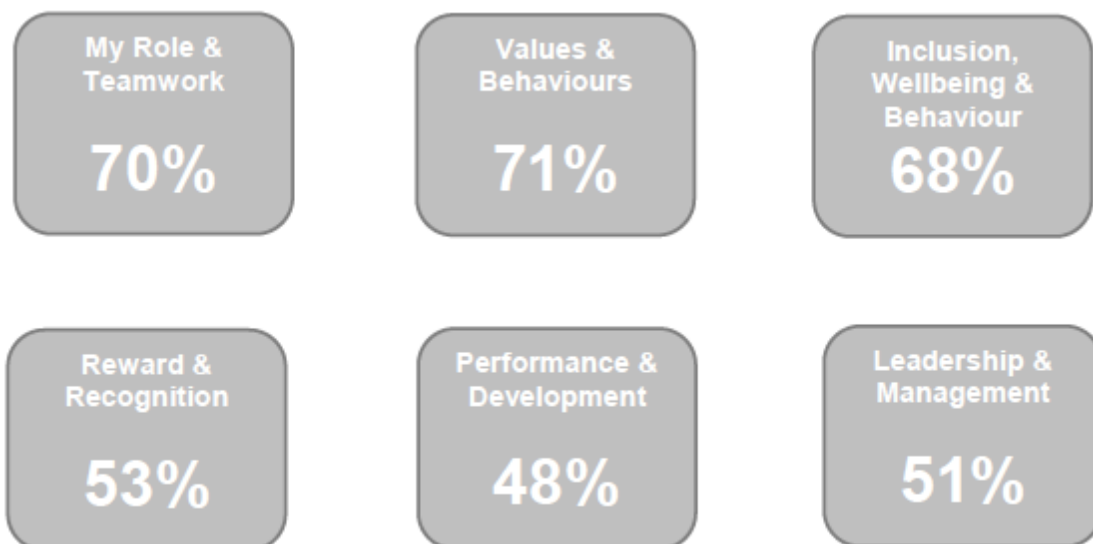 My Role &
Teamwork
70%
Values &
Behaviours
71%
Inclusion,
Wellbeing &
Behaviour
68%
Reward &
Recognition
53%
Performance &
Development
48%
Leadership &
Management
51%